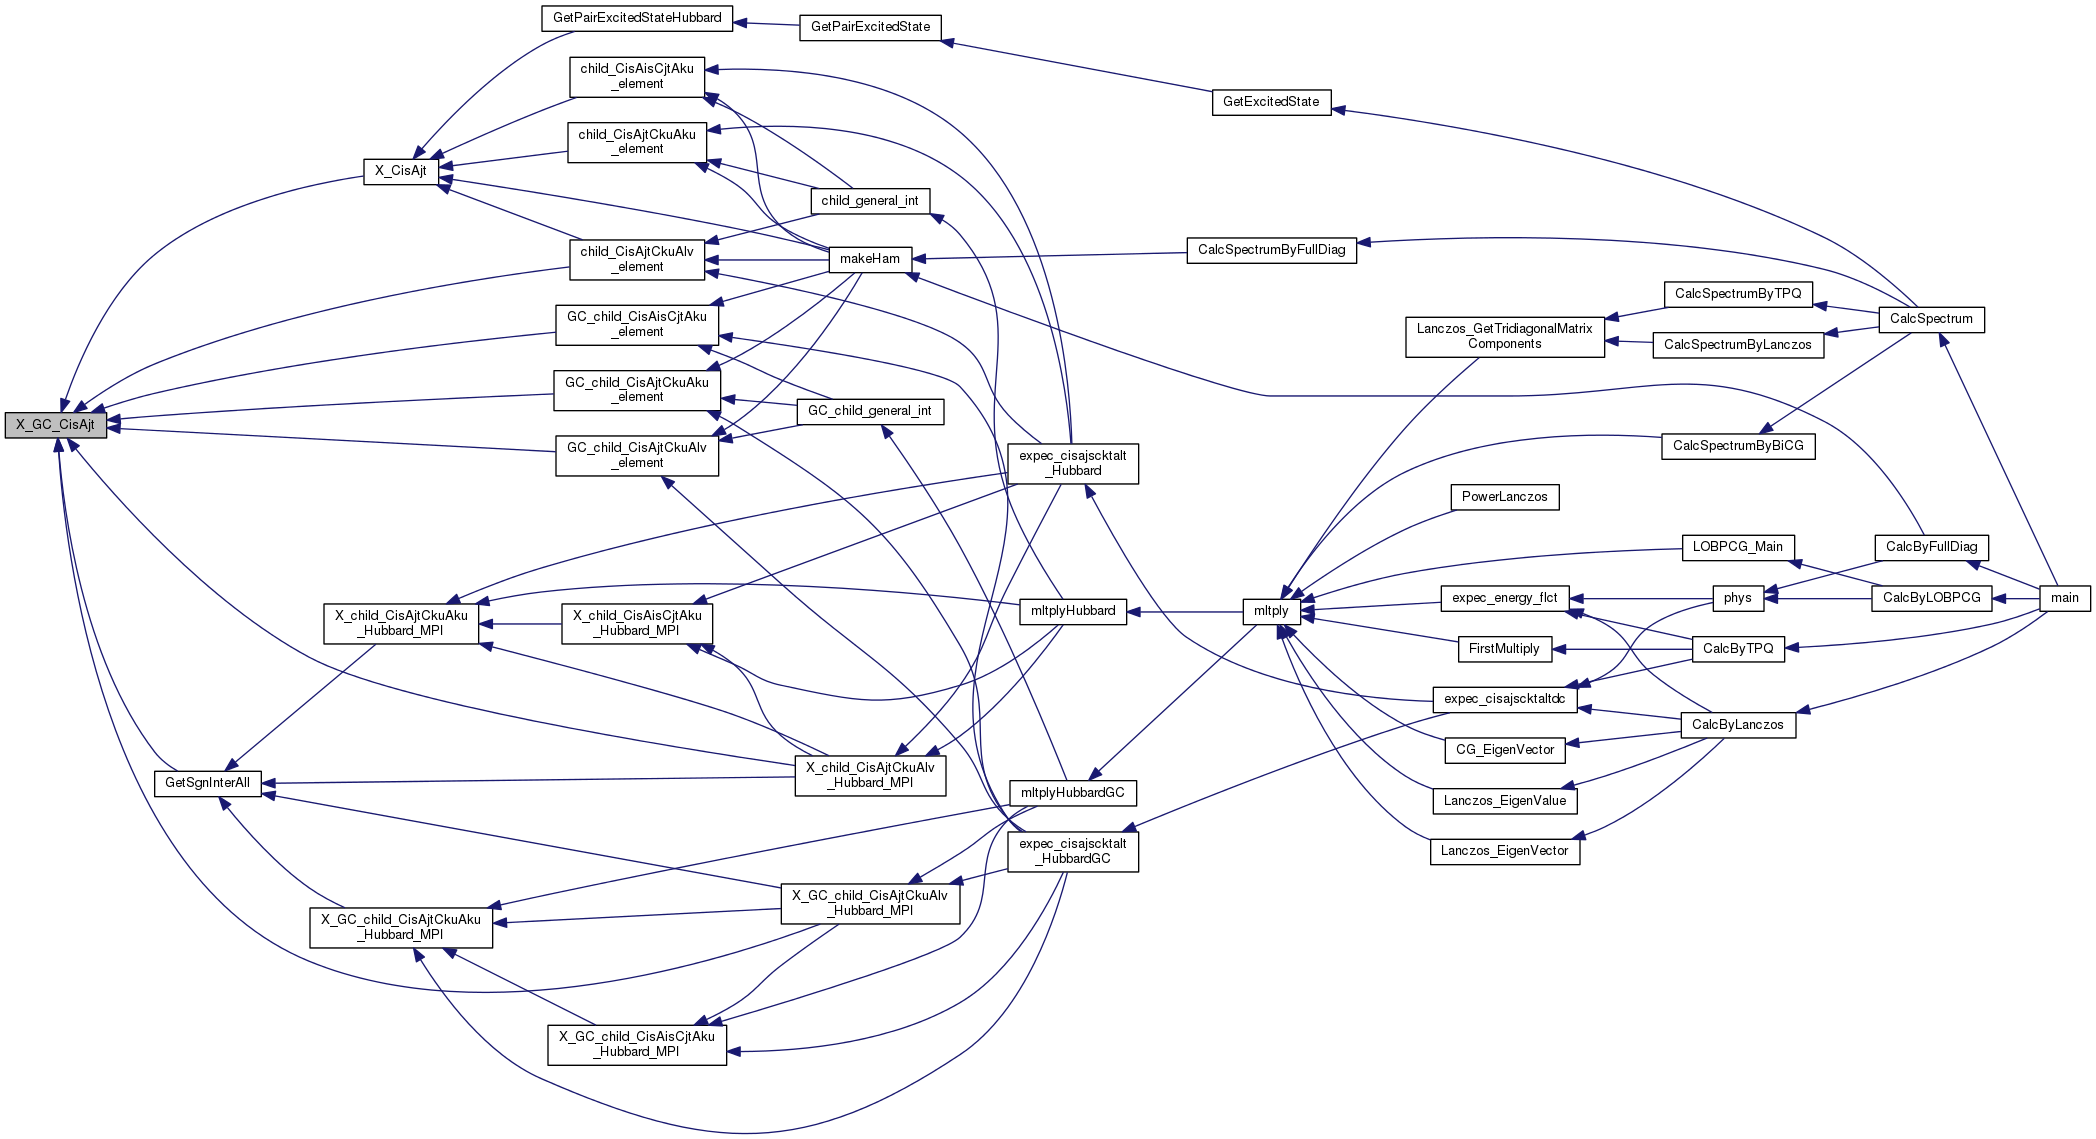 GetPairExcitedStateHubbard
GetPairExcitedState
child_CisAisCjtAku
_element
GetExcitedState
child_CisAjtCkuAku
_element
X_CisAjt
child_general_int
child_CisAjtCkuAlv
_element
makeHam
CalcSpectrumByFullDiag
GC_child_CisAisCjtAku
_element
CalcSpectrumByTPQ
Lanczos_GetTridiagonalMatrix
Components
CalcSpectrum
CalcSpectrumByLanczos
GC_child_CisAjtCkuAku
_element
GC_child_general_int
X_GC_CisAjt
GC_child_CisAjtCkuAlv
_element
CalcSpectrumByBiCG
expec_cisajscktalt
_Hubbard
PowerLanczos
LOBPCG_Main
CalcByFullDiag
X_child_CisAjtCkuAku
_Hubbard_MPI
X_child_CisAisCjtAku
_Hubbard_MPI
mltplyHubbard
mltply
expec_energy_flct
phys
CalcByLOBPCG
main
FirstMultiply
CalcByTPQ
expec_cisajscktaltdc
CalcByLanczos
CG_EigenVector
GetSgnInterAll
X_child_CisAjtCkuAlv
_Hubbard_MPI
mltplyHubbardGC
Lanczos_EigenValue
expec_cisajscktalt
_HubbardGC
Lanczos_EigenVector
X_GC_child_CisAjtCkuAlv
_Hubbard_MPI
X_GC_child_CisAjtCkuAku
_Hubbard_MPI
X_GC_child_CisAisCjtAku
_Hubbard_MPI